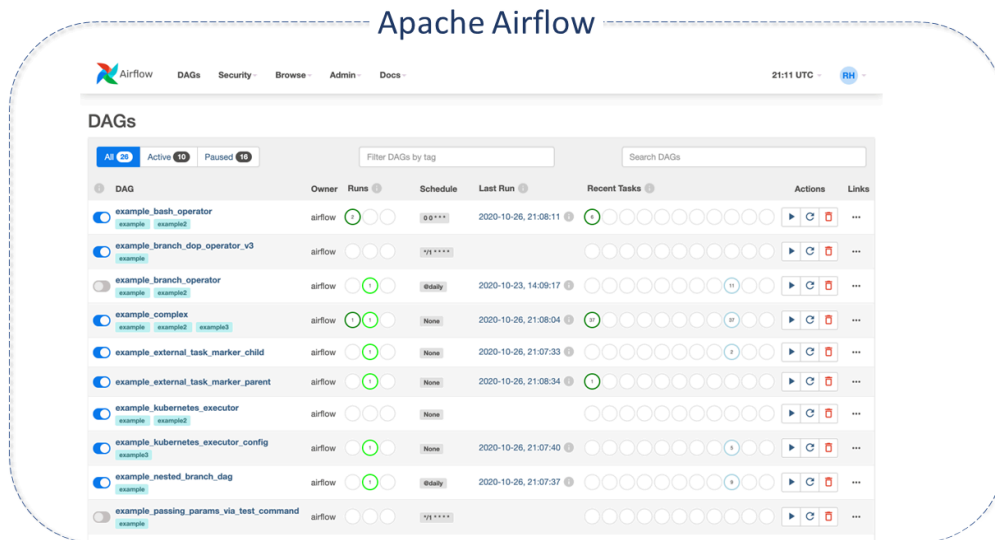 Apache Airflow
Airflow DAGs Security Browse Admin Docs 21:11 UTC RH
DAGs
All 26 Active 10 Paused 16 Filter DAGs by tag Search DAGs
DAG Owner Runs Schedule Last Run Recent Tasks Actions Links
example_bash_operator
example example2
airflow 2 0 0 * * * 2020-10-26, 21:08:11 6
example_branch_dop_operator_v3
example
airflow */1 * * * *
example_branch_operator
example example2
airflow 1 @daily 2020-10-23, 14:09:17 11
example_complex
example example2 example3
airflow 1 1 None 2020-10-26, 21:08:04 37 37
example_external_task_marker_child airflow 1 None 2020-10-26, 21:07:33 2
example_external_task_marker_parent airflow 1 None 2020-10-26, 21:08:34 1
example_kubernetes_executor
example example2
airflow None
example_kubernetes_executor_config
example3
airflow 1 None 2020-10-26, 21:07:40 5
example_nested_branch_dag
example
airflow 1 @daily 2020-10-26, 21:07:37 9
example_passing_params_via_test_command
example
airflow */1 * * * *